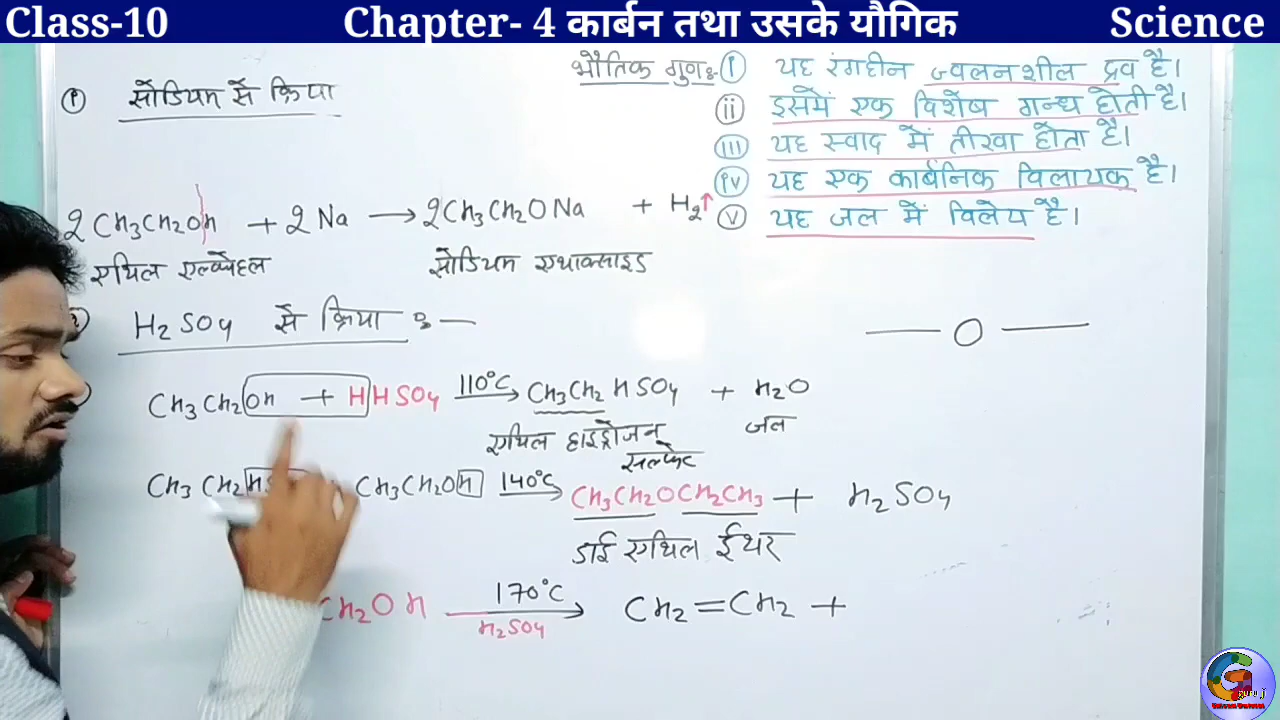 Class-10 Chapter- 4 कार्बन तथा उसके यौगिक Science
भौतिक गुणः- i यह रंगहीन ज्वलनशील द्रव है।
ii इसमें एक विशेष गन्ध होती है।
iii यह स्वाद में तीखा होता है।
iv यह एक कार्बनिक विलायक है।
v यह जल में विलेय है।
① सोडियम से क्रिया
2CH3CH2OH + 2Na ⟶ 2CH3CH2ONa + H2↑
एथिल एल्कोहल सोडियम एथाक्साइड
H2SO4 से क्रिया :—
—O—
CH3CH2OH + HHSO4 110°C⟶ CH3CH2HSO4 + H2O
एथिल हाइड्रोजन सल्फेट जल
CH3CH2HS CH3CH2OH 140°C⟶ CH3CH2OCH2CH3 + H2SO4
डाई एथिल ईथर
CH2OH 170°C⟶ H2SO4 CH2=CH2 +
G
guru ji